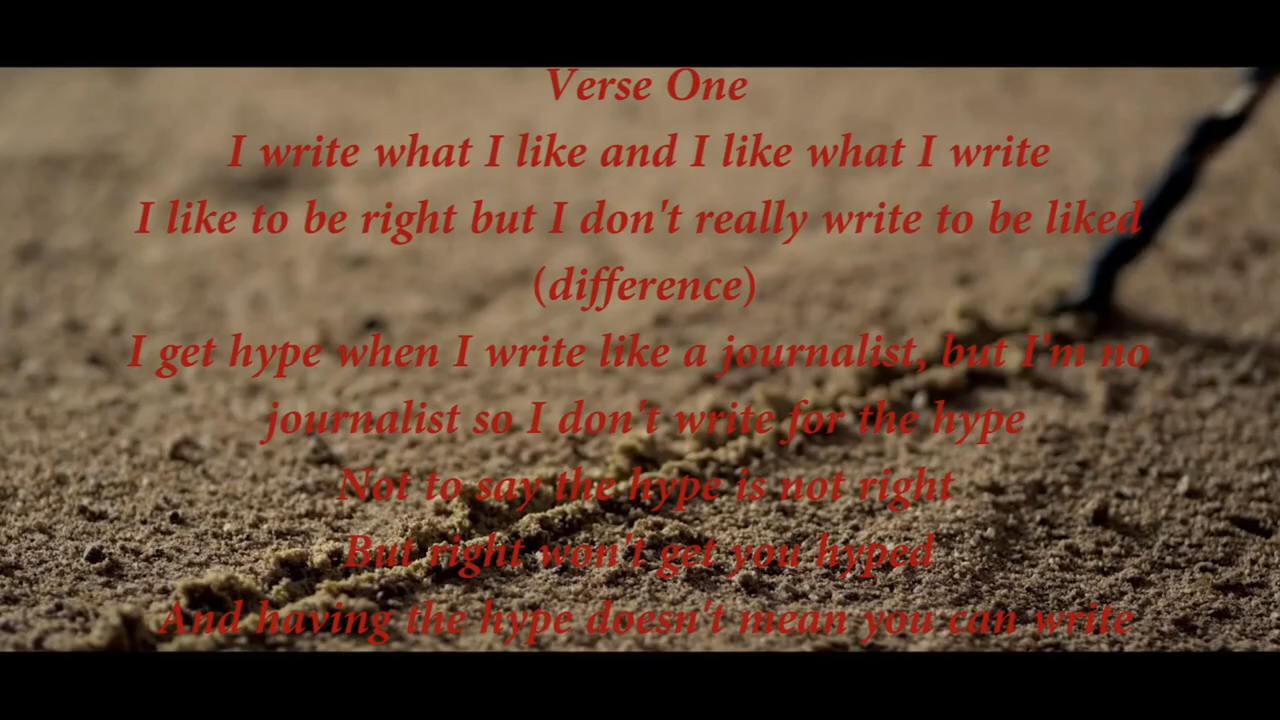 Verse One
I write what I like and I like what I write
I like to be right but I don't really write to be liked
(difference)
I get hype when I write like a journalist, but I'm no
journalist so I don't write for the hype
Not to say the hype is not right
But right won't get you hyped
And having the hype doesn't mean you can write